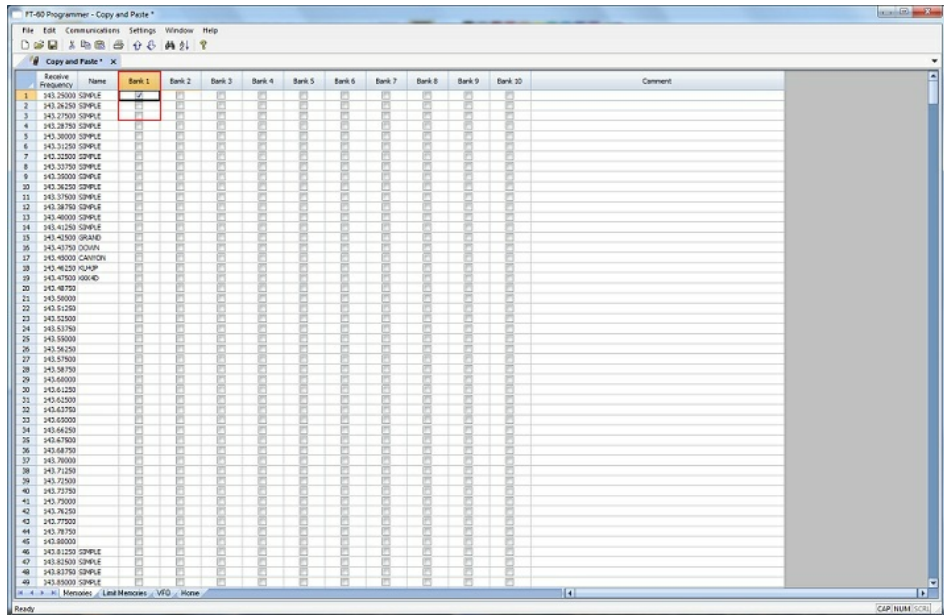 FT-60 Programmer - Copy and Paste *
File Edit Communications Settings Window Help
Copy and Paste * X
Receive Frequency Name Bank 1 Bank 2 Bank 3 Bank 4 Bank 5 Bank 6 Bank 7 Bank 8 Bank 9 Bank 10 Comment
1 143.25000 SIMPLE
2 143.26250 SIMPLE
3 143.27500 SIMPLE
4 143.28750 SIMPLE
5 143.30000 SIMPLE
6 143.31250 SIMPLE
7 143.32500 SIMPLE
8 143.33750 SIMPLE
9 143.35000 SIMPLE
10 143.36250 SIMPLE
11 143.37500 SIMPLE
12 143.38750 SIMPLE
13 143.40000 SIMPLE
14 143.41250 SIMPLE
15 143.42500 GRAND
16 143.43750 DOWN
17 143.45000 CANYON
18 143.46250
19 143.47500
20 143.48750
21 143.50000
22 143.51250
23 143.52500
24 143.53750
25 143.55000
26 143.56250
27 143.57500
28 143.58750
29 143.60000
30 143.61250
31 143.62500
32 143.63750
33 143.65000
34 143.66250
35 143.67500
36 143.68750
37 143.70000
38 143.71250
39 143.72500
40 143.73750
41 143.75000
42 143.76250
43 143.77500
44 143.78750
45 143.80000
46 143.81250 SIMPLE
47 143.82500 SIMPLE
48 143.83750 SIMPLE
49 143.85000 SIMPLE
Memories Limit Memories VFO Home
Ready CAP NUM SCRL